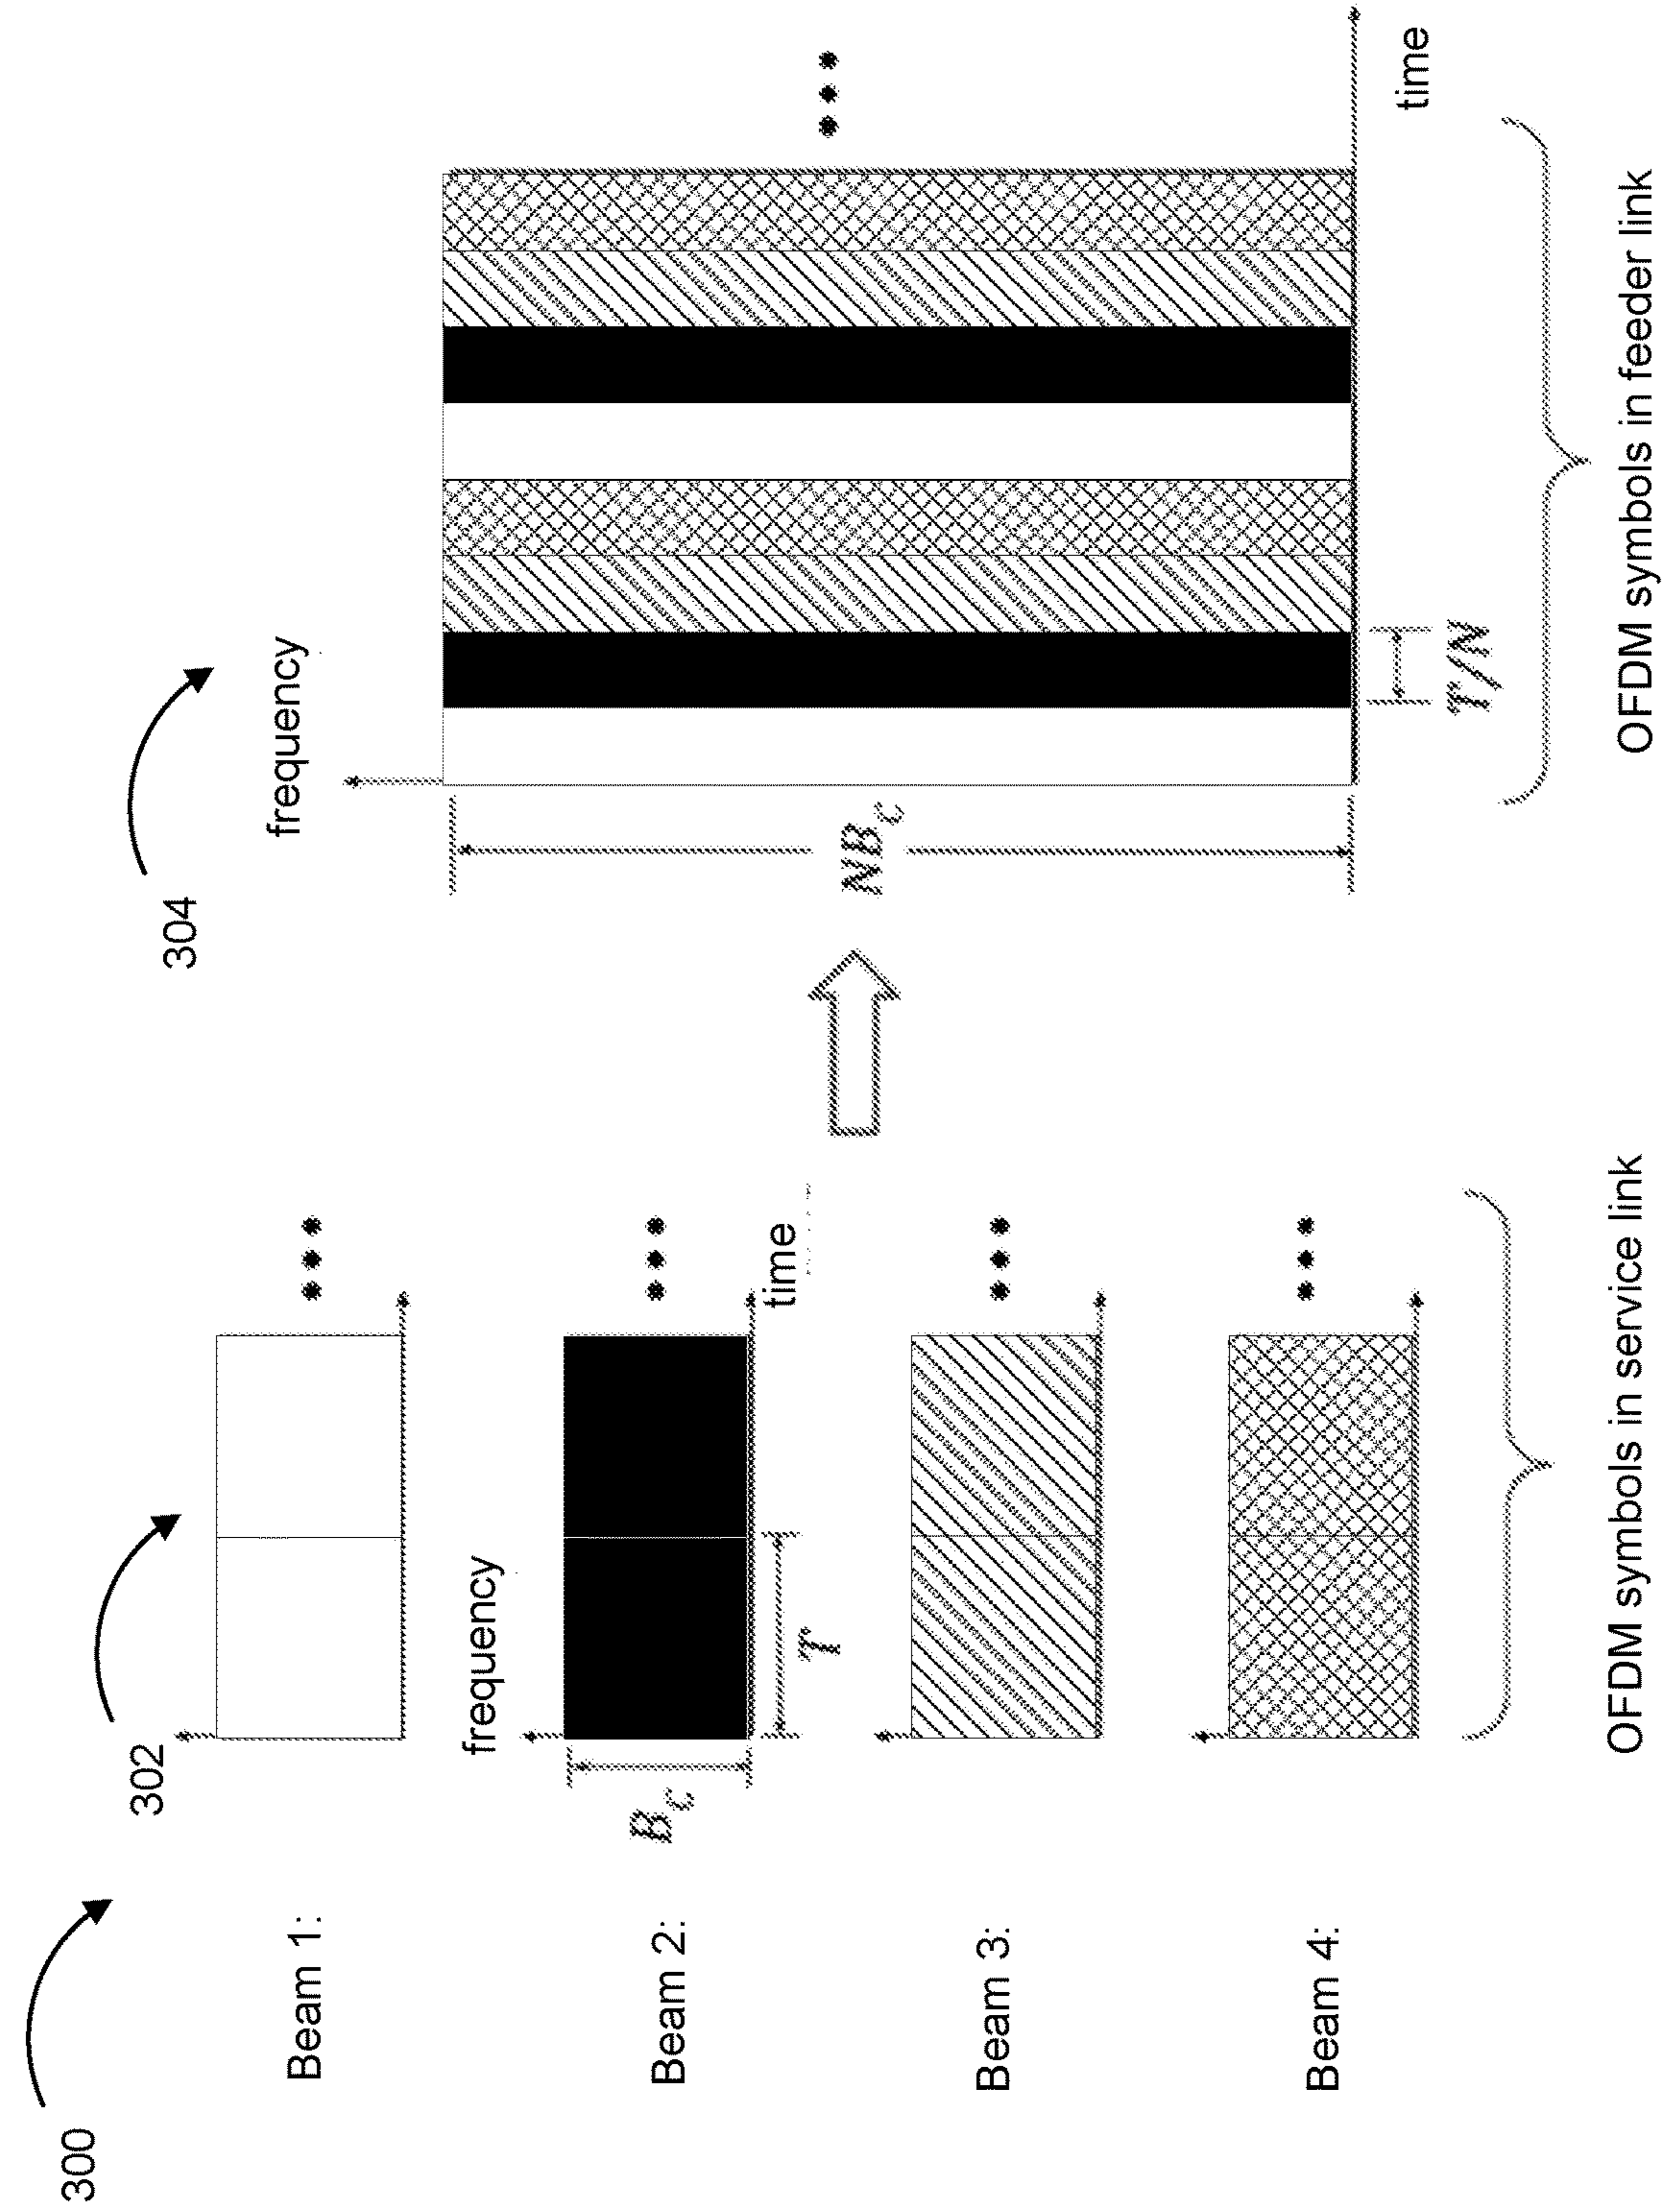 300
302
304
Beam 1:
frequency
Beam 2:
B_C
T
time
Beam 3:
Beam 4:
OFDM symbols in service link
frequency
NB_C
T/N
time
OFDM symbols in feeder link